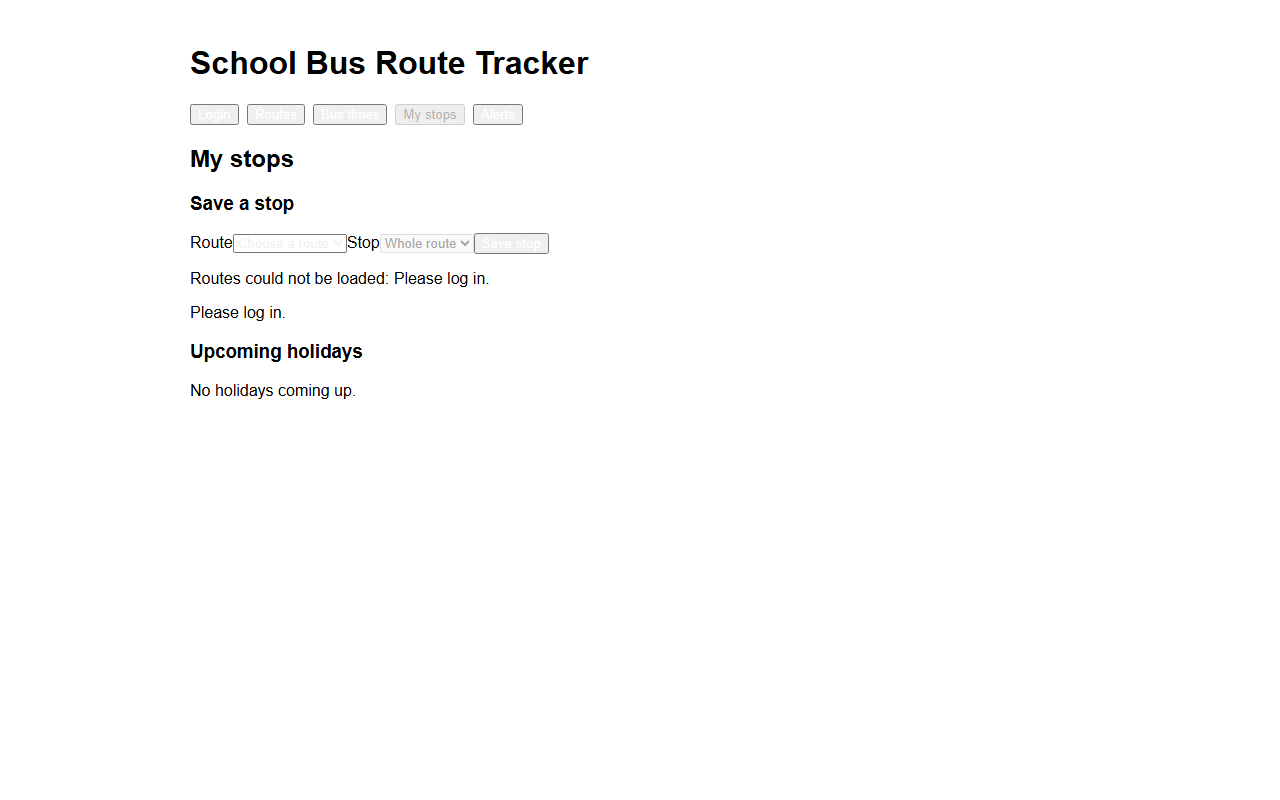 School Bus Route Tracker
Login Routes Bus times My stops Alerts
My stops
Save a stop
Route Choose a route Stop Whole route Save stop
Routes could not be loaded: Please log in.
Please log in.
Upcoming holidays
No holidays coming up.